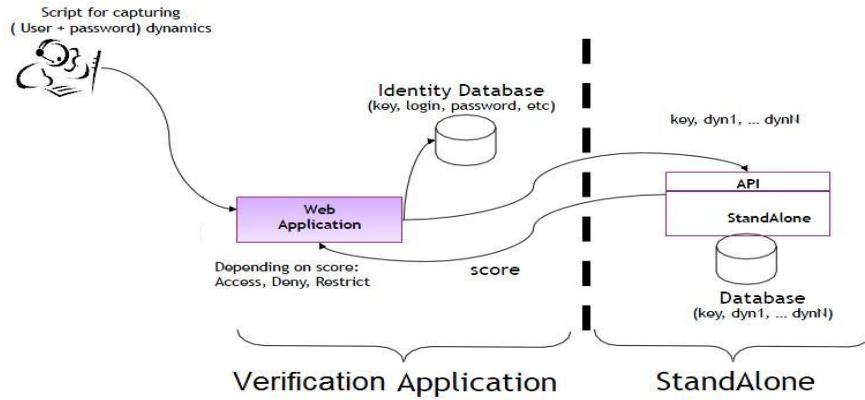 Script for capturing
( User + password) dynamics
Identity Database
(key, login, password, etc)
key, dyn1, ... dynN
API
StandAlone
Web
Application
Depending on score:
Access, Deny, Restrict
score
Database
(key, dyn1, ... dynN)
Verification Application
StandAlone